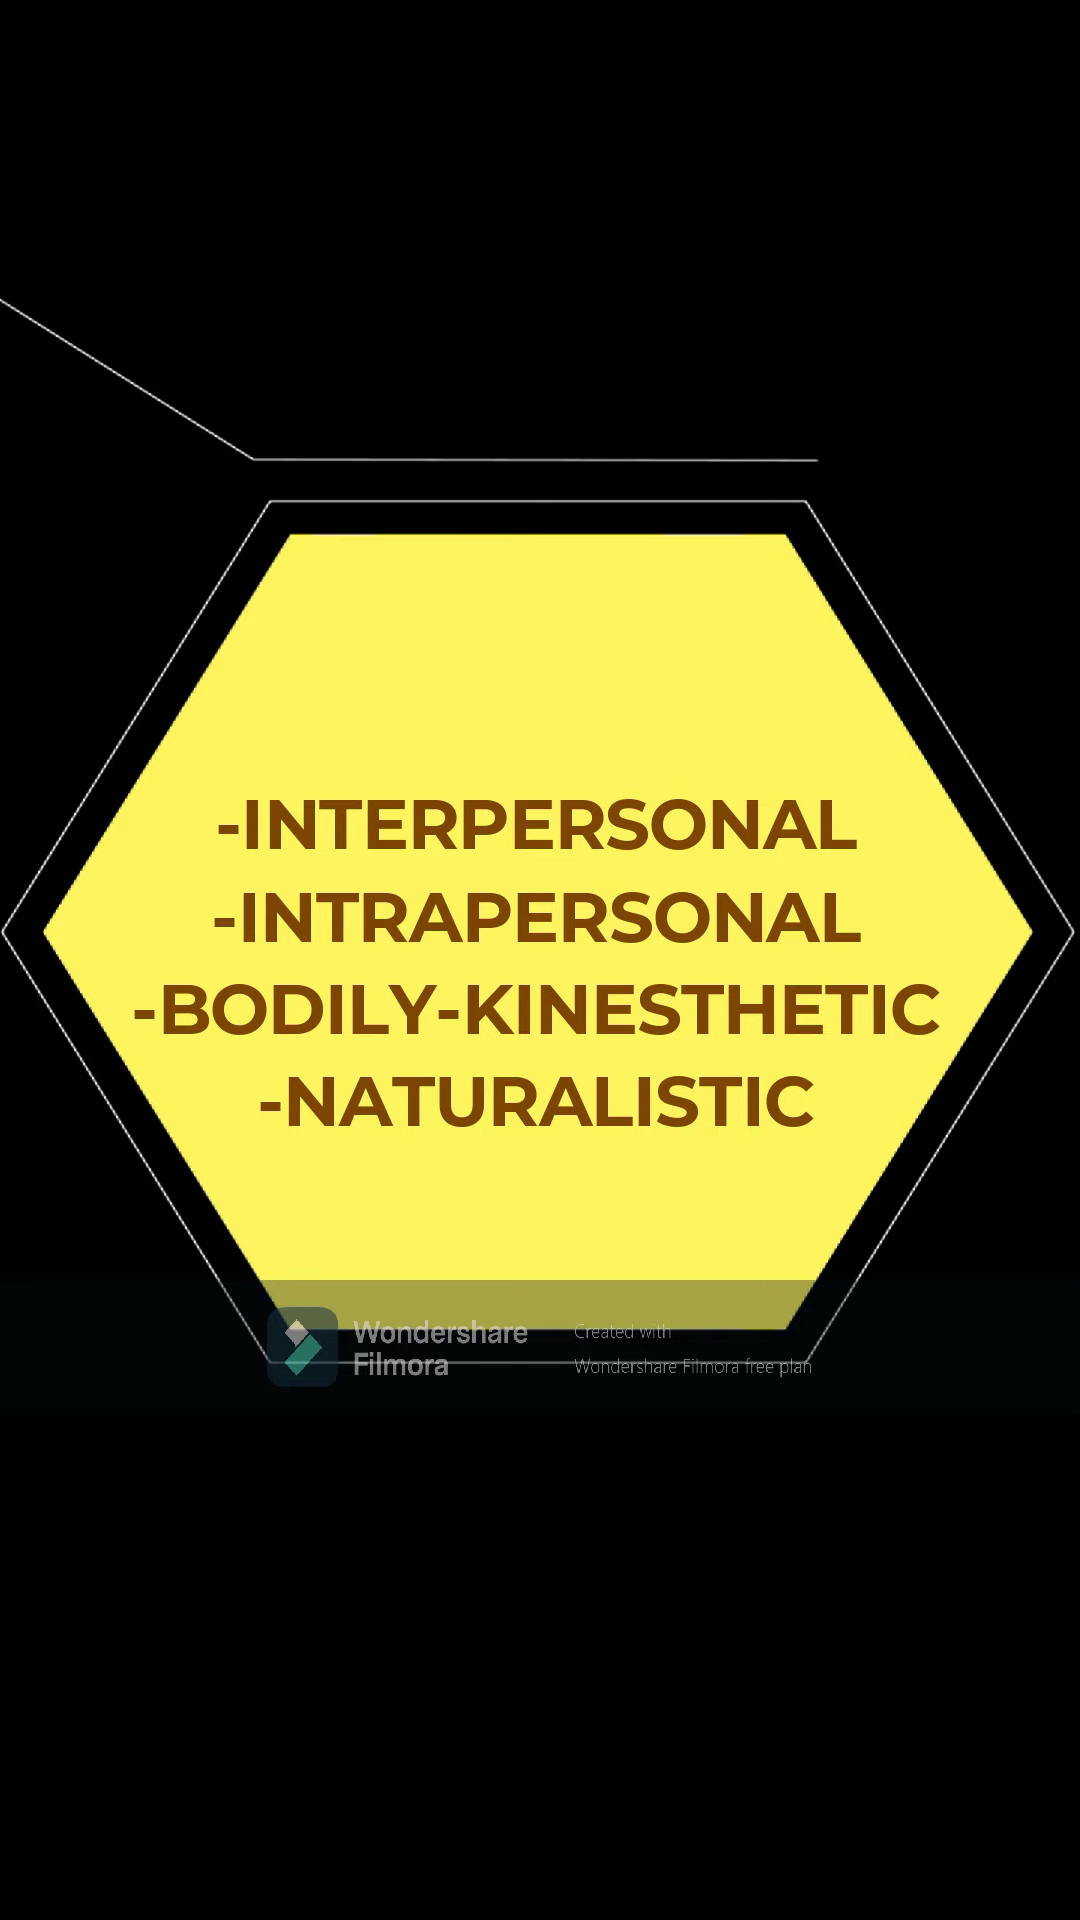 -INTERPERSONAL
-INTRAPERSONAL
-BODILY-KINESTHETIC
-NATURALISTIC
Wondershare
Filmora
Created with
Wondershare Filmora free plan